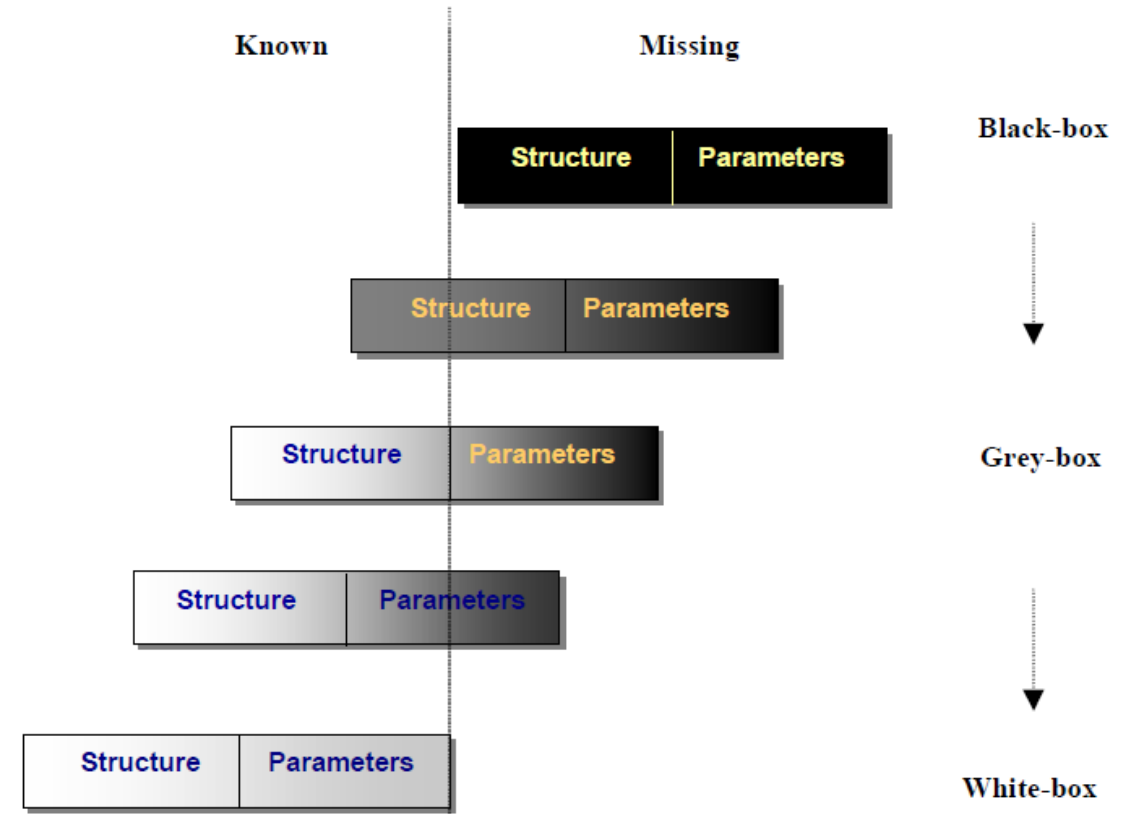 Known Missing
Black-box
Structure Parameters
Structure Parameters
Structure Parameters
Grey-box
Structure Parameters
Structure Parameters
White-box